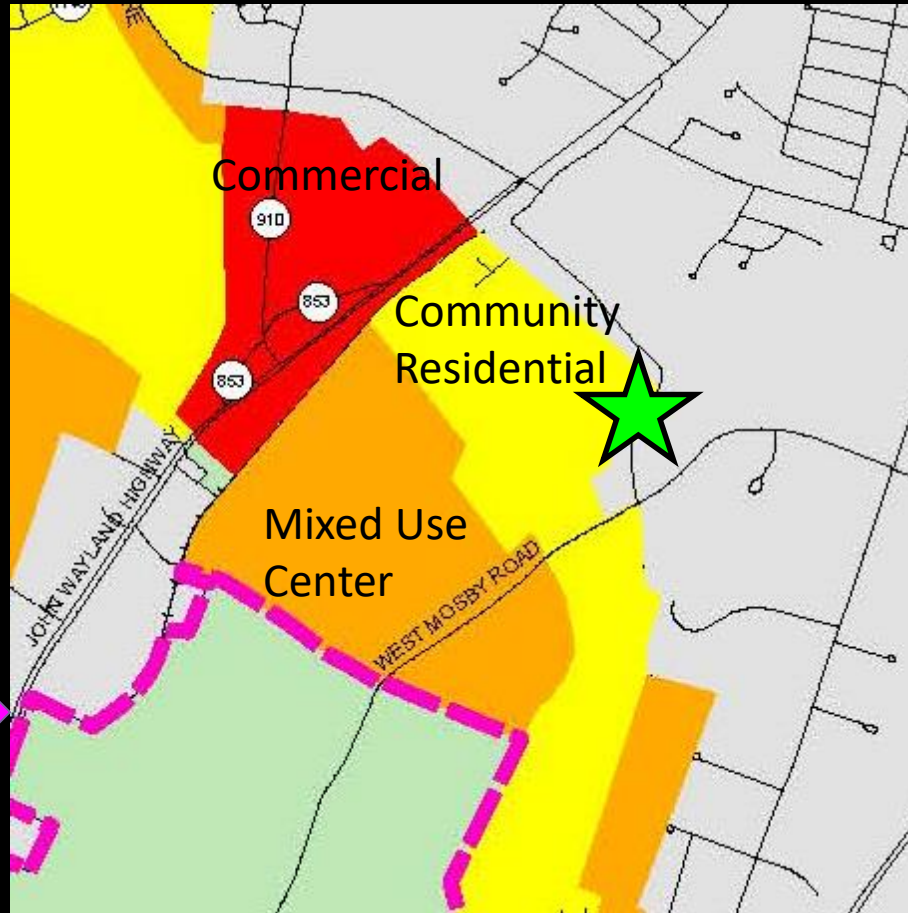 Commercial
910
853
Community
Residential
853
JOHN WAYLAND HIGHWAY
Mixed Use
Center
WEST MOSBY ROAD